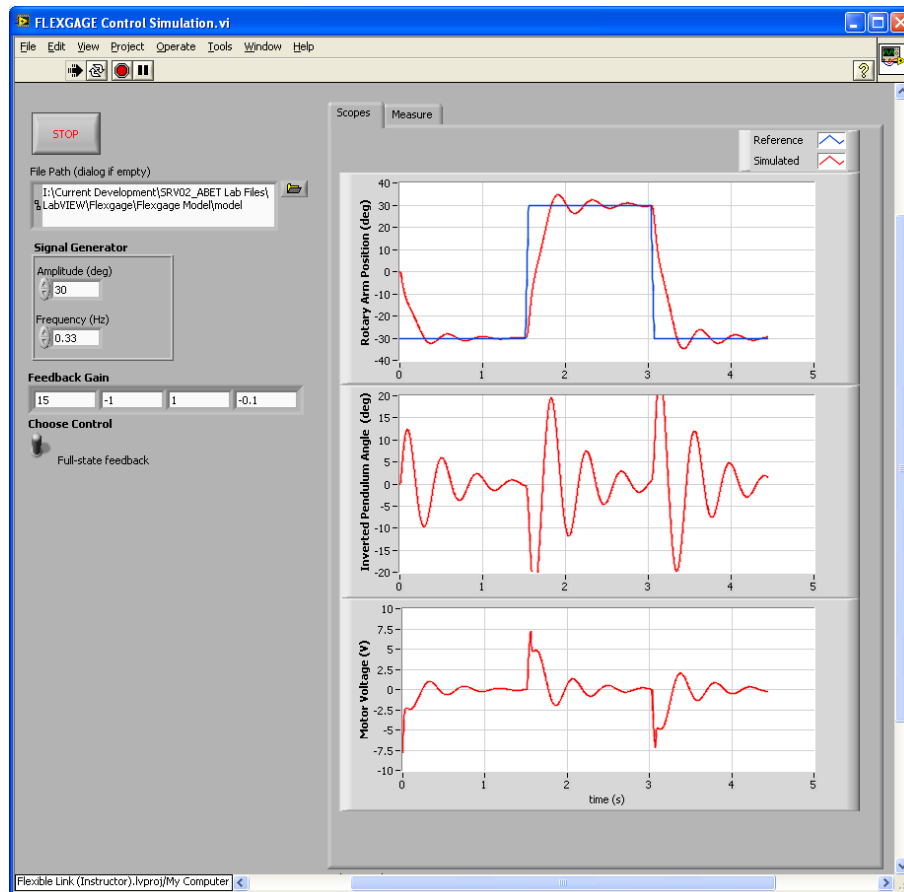 FLEXGAGE Control Simulation.vi
File Edit View Project Operate Tools Window Help
STOP
File Path (dialog if empty)
I:\Current Development\SRV02_ABET Lab Files\
LabVIEW\Flexgage\Flexgage Model\model
Signal Generator
Amplitude (deg)
30
Frequency (Hz)
0.33
Feedback Gain
15 -1 1 -0.1
Choose Control
Full-state feedback
Scopes Measure
Reference
Simulated
Rotary Arm Position (deg)
40
30
20
10
0
-10
-20
-30
-40
0 1 2 3 4 5
Inverted Pendulum Angle (deg)
20
15
10
5
0
-5
-10
-15
-20
0 1 2 3 4 5
Motor Voltage (V)
10
7.5
5
2.5
0
-2.5
-5
-7.5
-10
0 1 2 3 4 5
time (s)
Flexible Link (Instructor).lvproj/My Computer